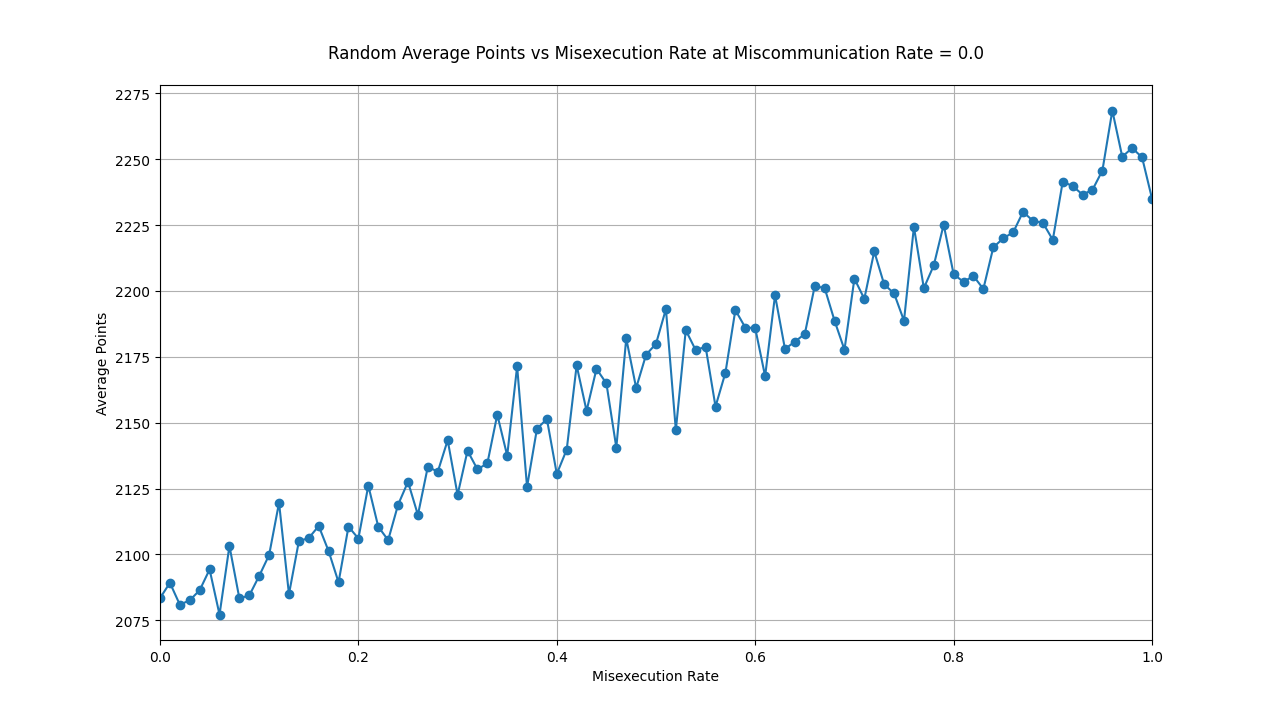 Random Average Points vs Misexecution Rate at Miscommunication Rate = 0.0
2275
2250
2225
2200
2175
2150
2125
2100
2075
Average Points
0.0 0.2 0.4 0.6 0.8 1.0
Misexecution Rate